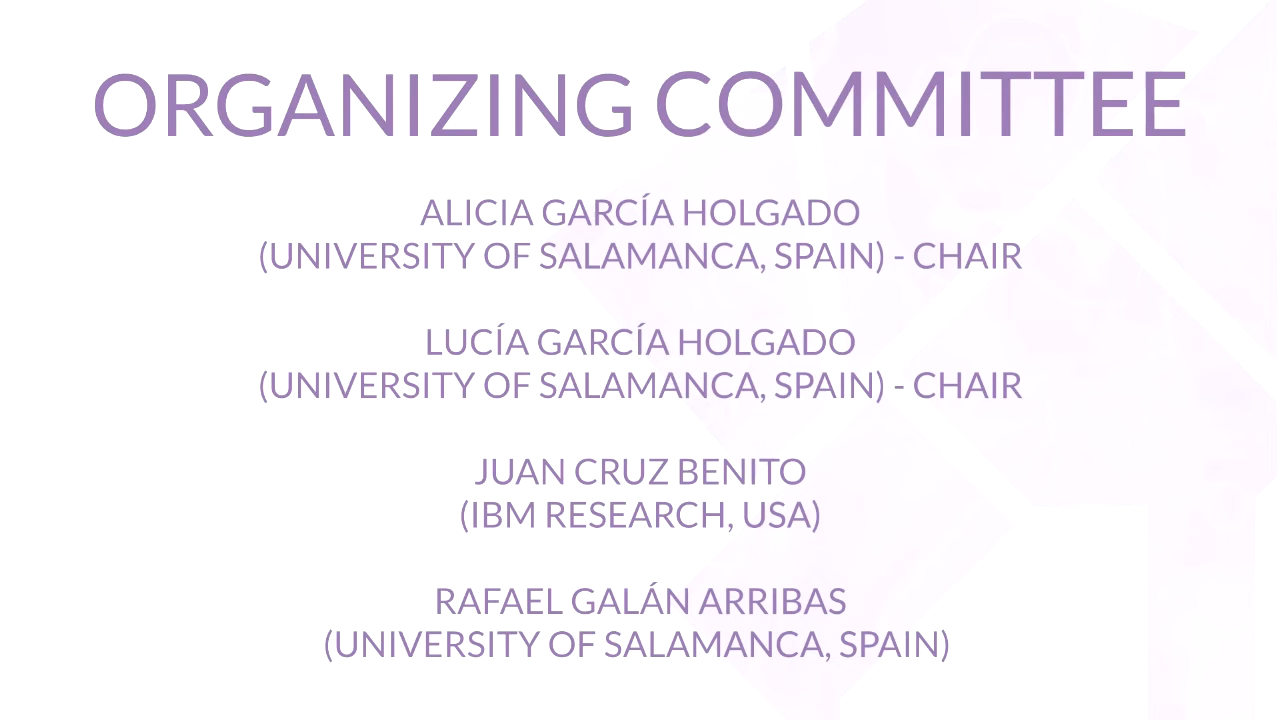 ORGANIZING COMMITTEE
ALICIA GARCÍA HOLGADO
(UNIVERSITY OF SALAMANCA, SPAIN) - CHAIR
LUCÍA GARCÍA HOLGADO
(UNIVERSITY OF SALAMANCA, SPAIN) - CHAIR
JUAN CRUZ BENITO
(IBM RESEARCH, USA)
RAFAEL GALÁN ARRIBAS
(UNIVERSITY OF SALAMANCA, SPAIN)